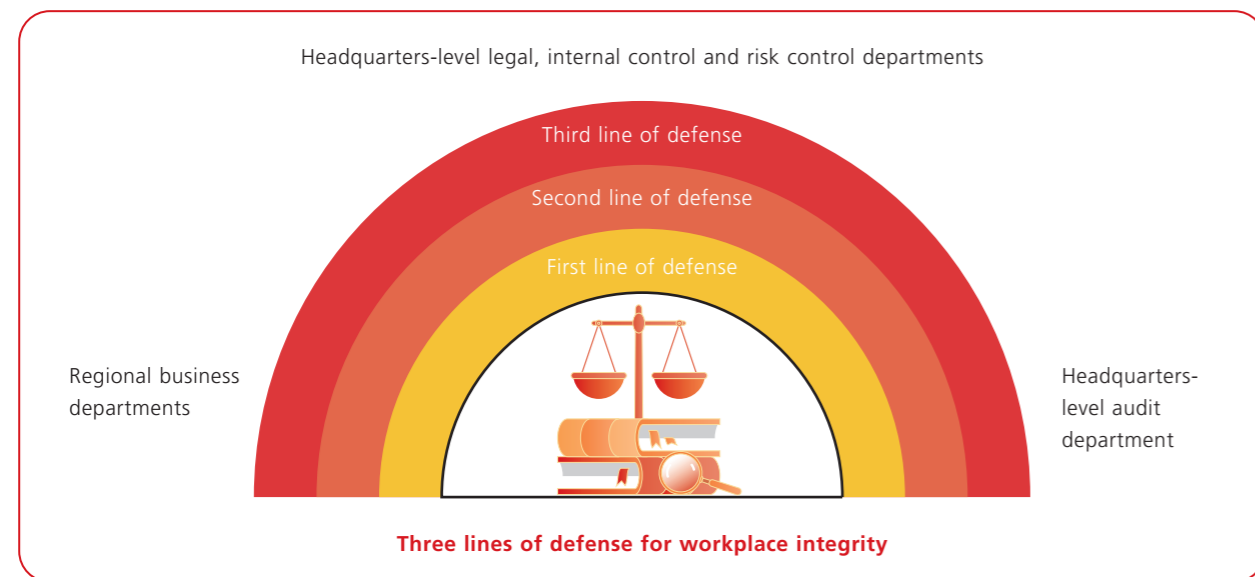 Headquarters-level legal, internal control and risk control departments
Third line of defense
Second line of defense
First line of defense
Regional business
departments
Headquarters-
level audit
department
Three lines of defense for workplace integrity